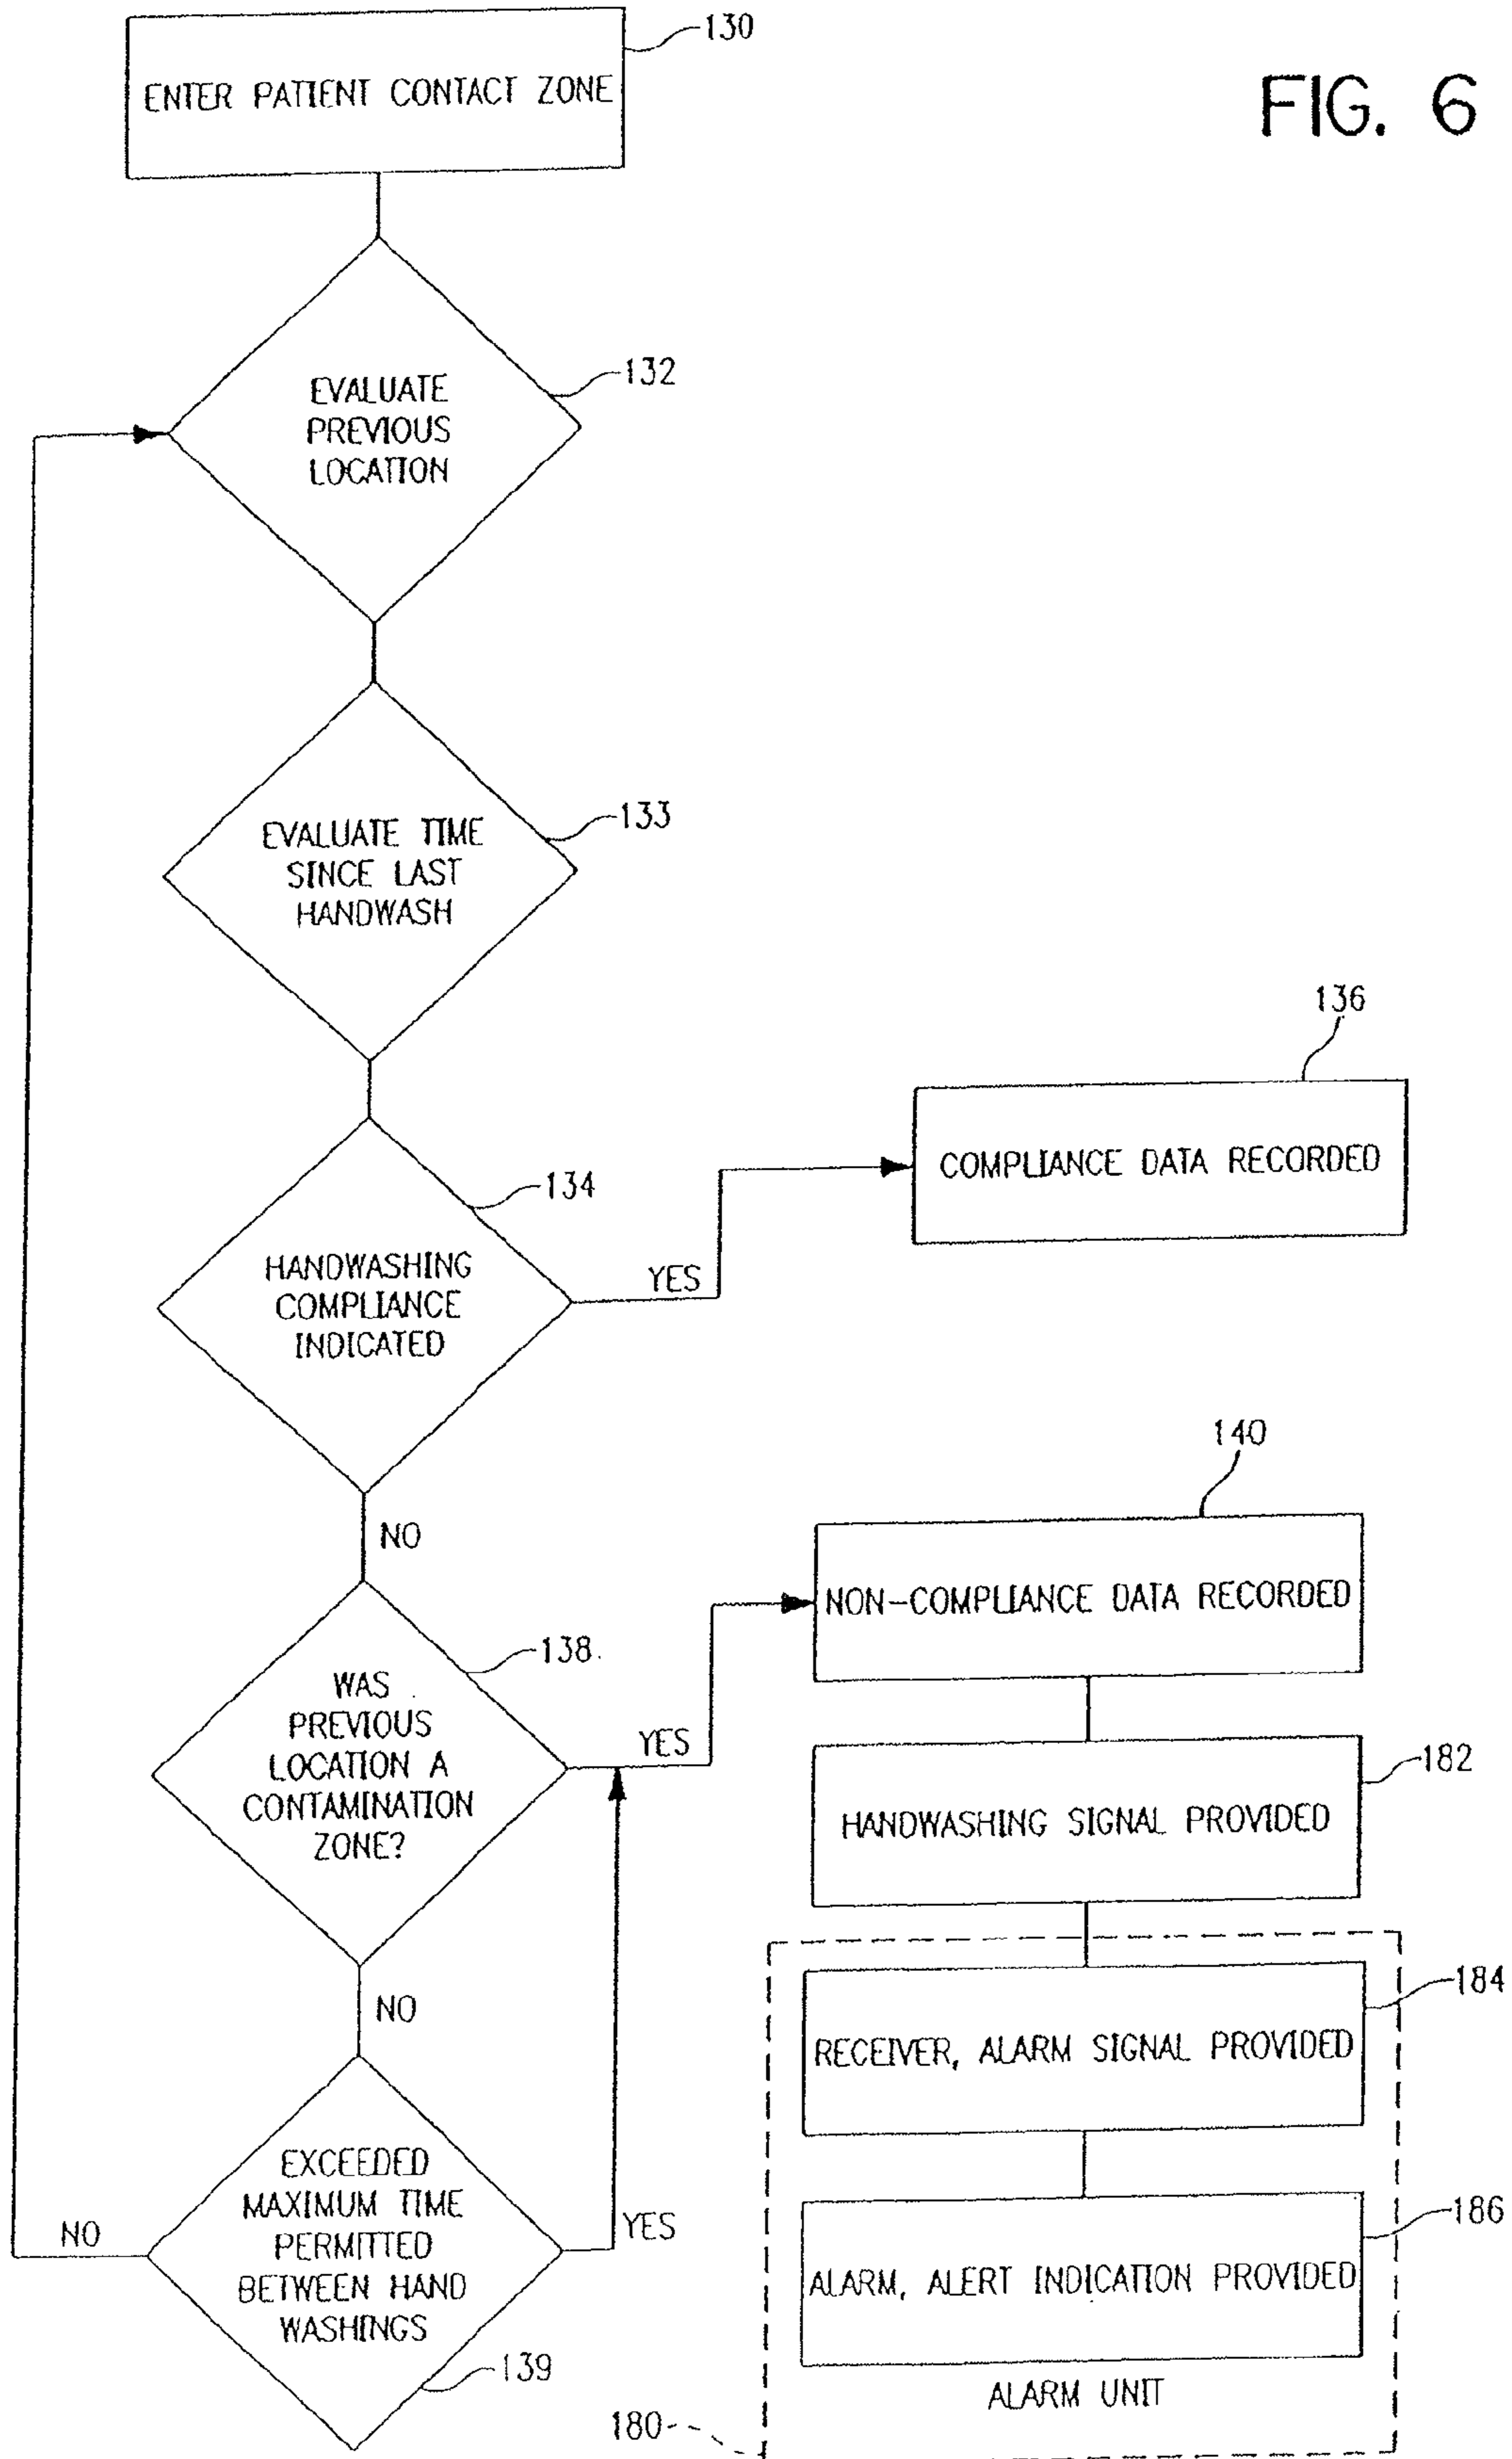 130
FIG. 6
ENTER PATIENT CONTACT ZONE
132
EVALUATE
PREVIOUS
LOCATION
133
EVALUATE TIME
SINCE LAST
HANDWASH
136
COMPLIANCE DATA RECORDED
134
HANDWASHING
COMPLIANCE
INDICATED
YES
NO
140
NON-COMPLIANCE DATA RECORDED
138
WAS
PREVIOUS
LOCATION A
CONTAMINATION
ZONE?
YES
182
HANDWASHING SIGNAL PROVIDED
NO
184
RECEIVER, ALARM SIGNAL PROVIDED
EXCEEDED
MAXIMUM TIME
PERMITTED
BETWEEN HAND
WASHINGS
NO
YES
139
186
ALARM, ALERT INDICATION PROVIDED
ALARM UNIT
180